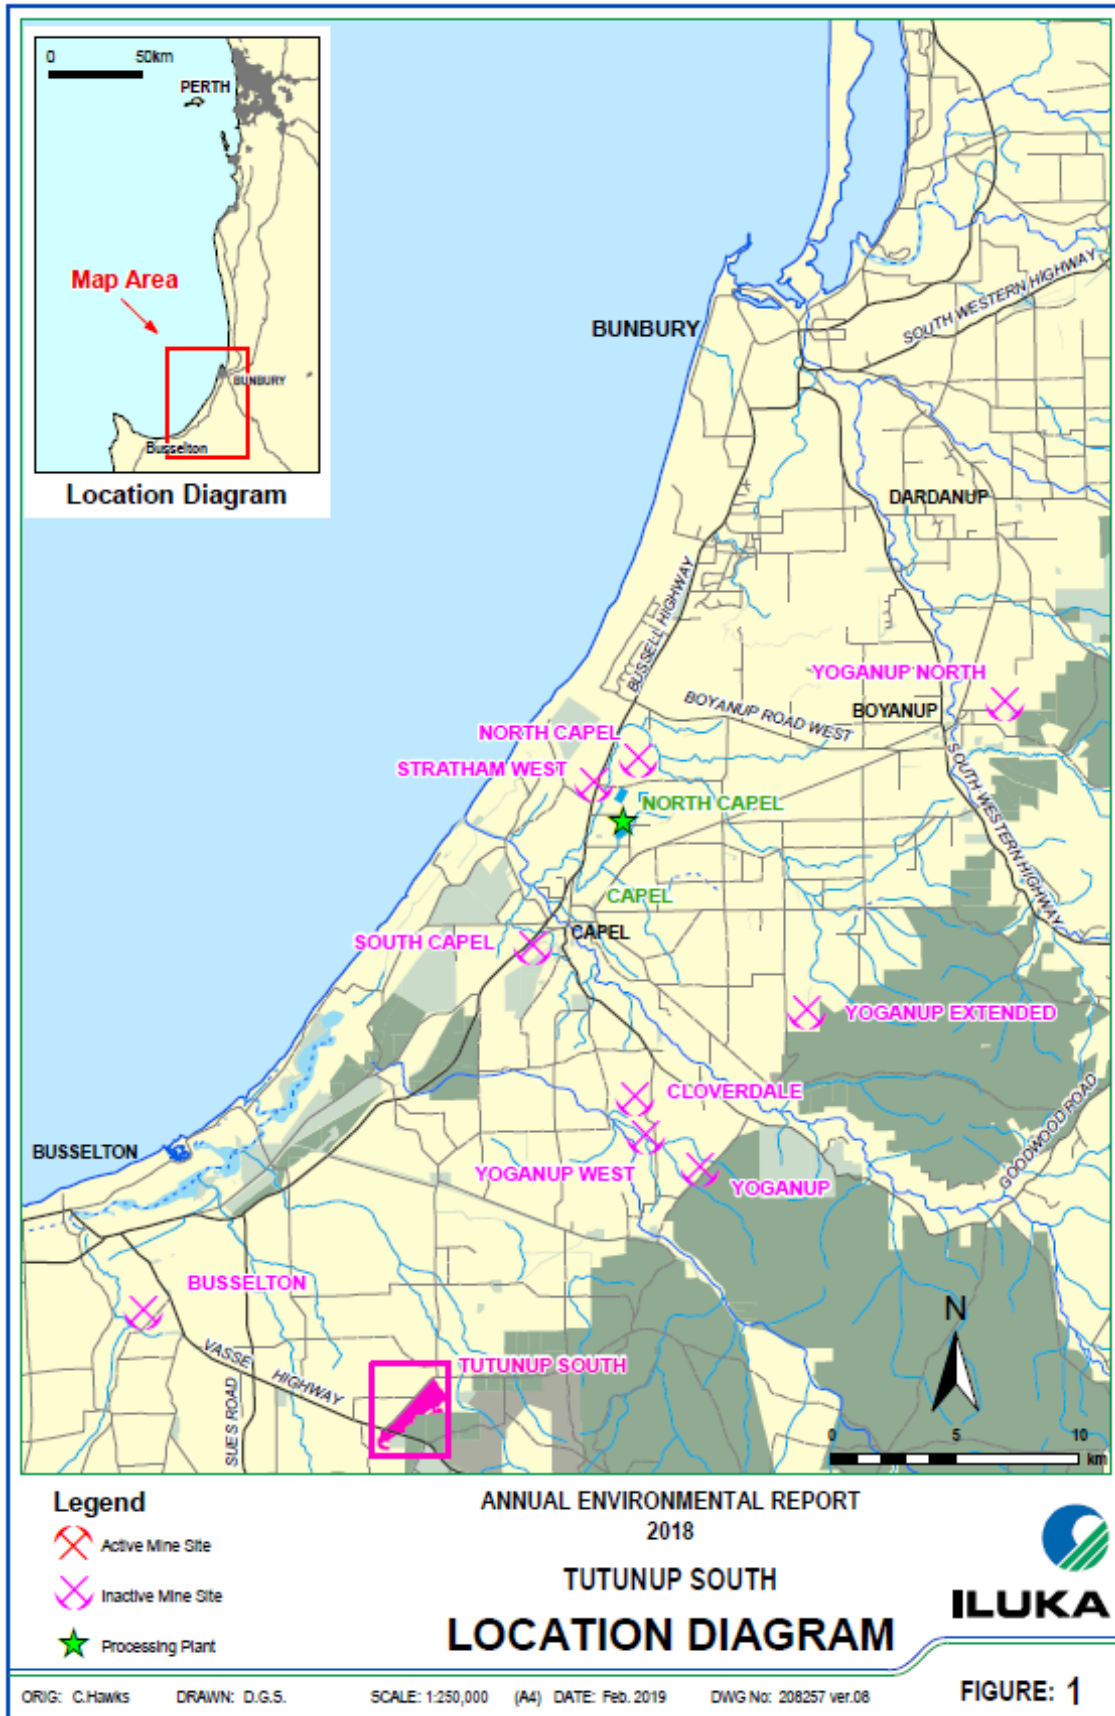 0 50km
PERTH
Map Area
BUNBURY
Busselton
Location Diagram
BUNBURY
SOUTH WESTERN HIGHWAY
DARDANUP
BUSSELL HIGHWAY
YOGANUP NORTH
BOYANUP ROAD WEST
BOYANUP
NORTH CAPEL
STRATHAM WEST
NORTH CAPEL
SOUTH WESTERN HIGHWAY
CAPEL
SOUTH CAPEL
CAPEL
YOGANUP EXTENDED
CLOVERDALE
GOODWOOD ROAD
BUSSELTON
YOGANUP WEST
YOGANUP
BUSSELTON
N
VASSE HIGHWAY
TUTUNUP SOUTH
SUES ROAD
0 5 10
km
Legend
Active Mine Site
Inactive Mine Site
Processing Plant
ANNUAL ENVIRONMENTAL REPORT
2018
TUTUNUP SOUTH
LOCATION DIAGRAM
ILUKA
ORIG: C.Hawks DRAWN: D.G.S. SCALE: 1:250,000 (A4) DATE: Feb. 2019 DWG No: 208257 ver.08
FIGURE: 1